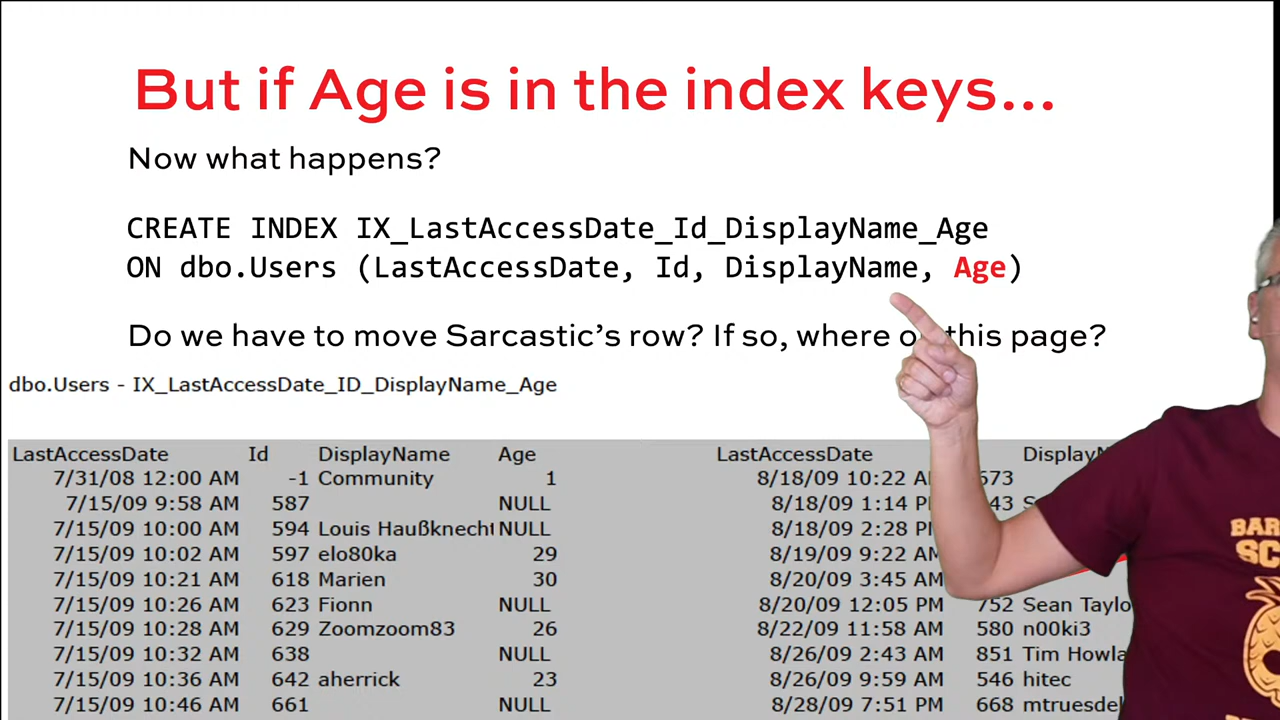 But if Age is in the index keys...
Now what happens?
CREATE INDEX IX_LastAccessDate_Id_DisplayName_Age
ON dbo.Users (LastAccessDate, Id, DisplayName, Age)
Do we have to move Sarcastic's row? If so, where this page?
dbo.Users - IX_LastAccessDate_ID_DisplayName_Age
LastAccessDate Id DisplayName Age LastAccessDate
7/31/08 12:00 AM -1 Community 1 8/18/09 10:22
7/15/09 9:58 AM 587 NULL 8/18/09 1:14
7/15/09 10:00 AM 594 Louis Haußknecht NULL 8/18/09 2:28
7/15/09 10:02 AM 597 elo80ka 29 8/19/09 9:22
7/15/09 10:21 AM 618 Marien 30 8/20/09 3:45
7/15/09 10:26 AM 623 Fionn NULL 8/20/09 12:05 PM 752 Sean Taylo
7/15/09 10:28 AM 629 Zoomzoom83 26 8/22/09 11:58 AM 580 n00ki3
7/15/09 10:32 AM 638 NULL 8/26/09 2:43 AM 851 Tim Howla
7/15/09 10:36 AM 642 aherrick 23 8/26/09 9:59 AM 546 hitec
7/15/09 10:46 AM 661 NULL 8/28/09 7:51 PM 668 mtruesdel